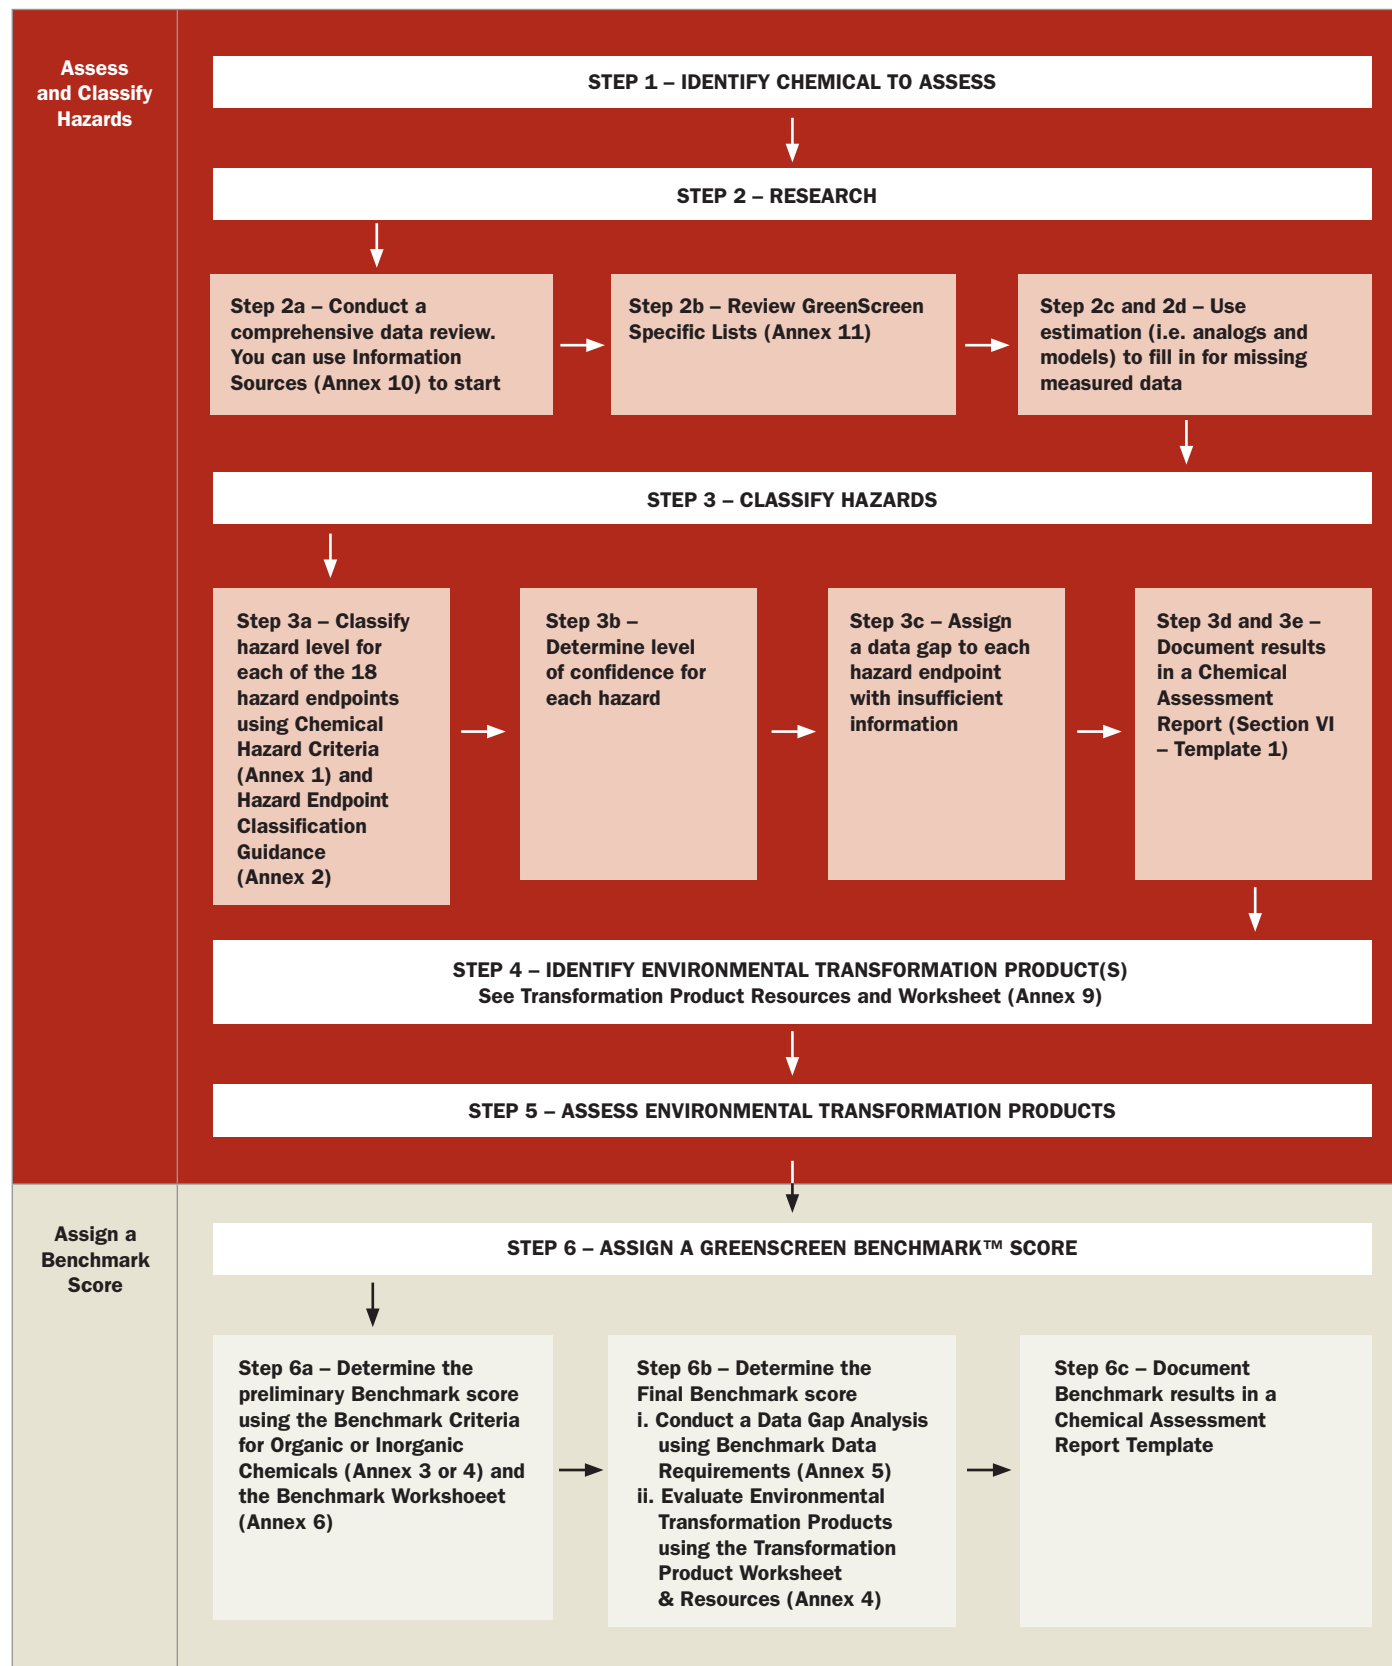 Assess
and Classify
Hazards
STEP 1 – IDENTIFY CHEMICAL TO ASSESS
STEP 2 – RESEARCH
Step 2a – Conduct a
comprehensive data review.
You can use Information
Sources (Annex 10) to start
Step 2b – Review GreenScreen
Specific Lists (Annex 11)
Step 2c and 2d – Use
estimation (i.e. analogs and
models) to fill in for missing
measured data
STEP 3 – CLASSIFY HAZARDS
Step 3a – Classify
hazard level for
each of the 18
hazard endpoints
using Chemical
Hazard Criteria
(Annex 1) and
Hazard Endpoint
Classification
Guidance
(Annex 2)
Step 3b –
Determine level
of confidence for
each hazard
Step 3c – Assign
a data gap to each
hazard endpoint
with insufficient
information
Step 3d and 3e –
Document results
in a Chemical
Assessment
Report (Section VI
– Template 1)
STEP 4 – IDENTIFY ENVIRONMENTAL TRANSFORMATION PRODUCT(S)
See Transformation Product Resources and Worksheet (Annex 9)
STEP 5 – ASSESS ENVIRONMENTAL TRANSFORMATION PRODUCTS
Assign a
Benchmark
Score
STEP 6 – ASSIGN A GREENSCREEN BENCHMARK™ SCORE
Step 6a – Determine the
preliminary Benchmark score
using the Benchmark Criteria
for Organic or Inorganic
Chemicals (Annex 3 or 4) and
the Benchmark Workshoeet
(Annex 6)
Step 6b – Determine the
Final Benchmark score
i. Conduct a Data Gap Analysis
using Benchmark Data
Requirements (Annex 5)
ii. Evaluate Environmental
Transformation Products
using the Transformation
Product Worksheet
& Resources (Annex 4)
Step 6c – Document
Benchmark results in a
Chemical Assessment
Report Template